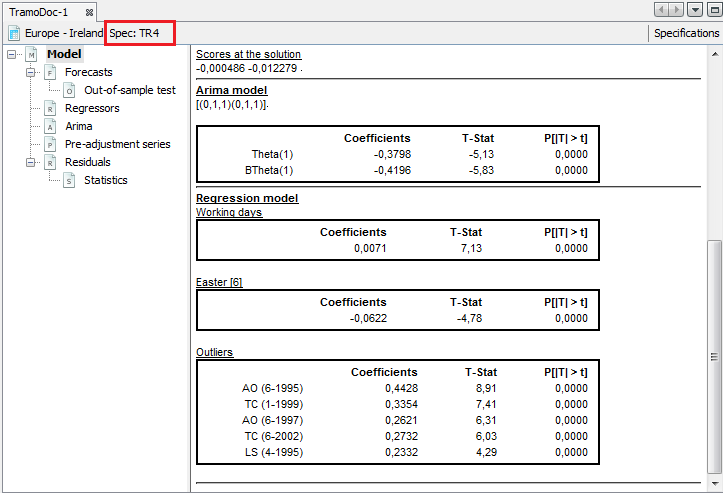 TramoDoc-1
Europe - Ireland Spec: TR4 Specifications
M Model
F Forecasts
O Out-of-sample test
R Regressors
A Arima
P Pre-adjustment series
R Residuals
S Statistics
Scores at the solution
-0,000486 -0,012279 .
Arima model
[(0,1,1)(0,1,1)].
Coefficients T-Stat P[|T| > t]
Theta(1) -0,3798 -5,13 0,0000
BTheta(1) -0,4196 -5,83 0,0000
Regression model
Working days
Coefficients T-Stat P[|T| > t]
0,0071 7,13 0,0000
Easter [6]
Coefficients T-Stat P[|T| > t]
-0,0622 -4,78 0,0000
Outliers
Coefficients T-Stat P[|T| > t]
AO (6-1995) 0,4428 8,91 0,0000
TC (1-1999) 0,3354 7,41 0,0000
AO (6-1997) 0,2621 6,31 0,0000
TC (6-2002) 0,2732 6,03 0,0000
LS (4-1995) 0,2332 4,29 0,0000